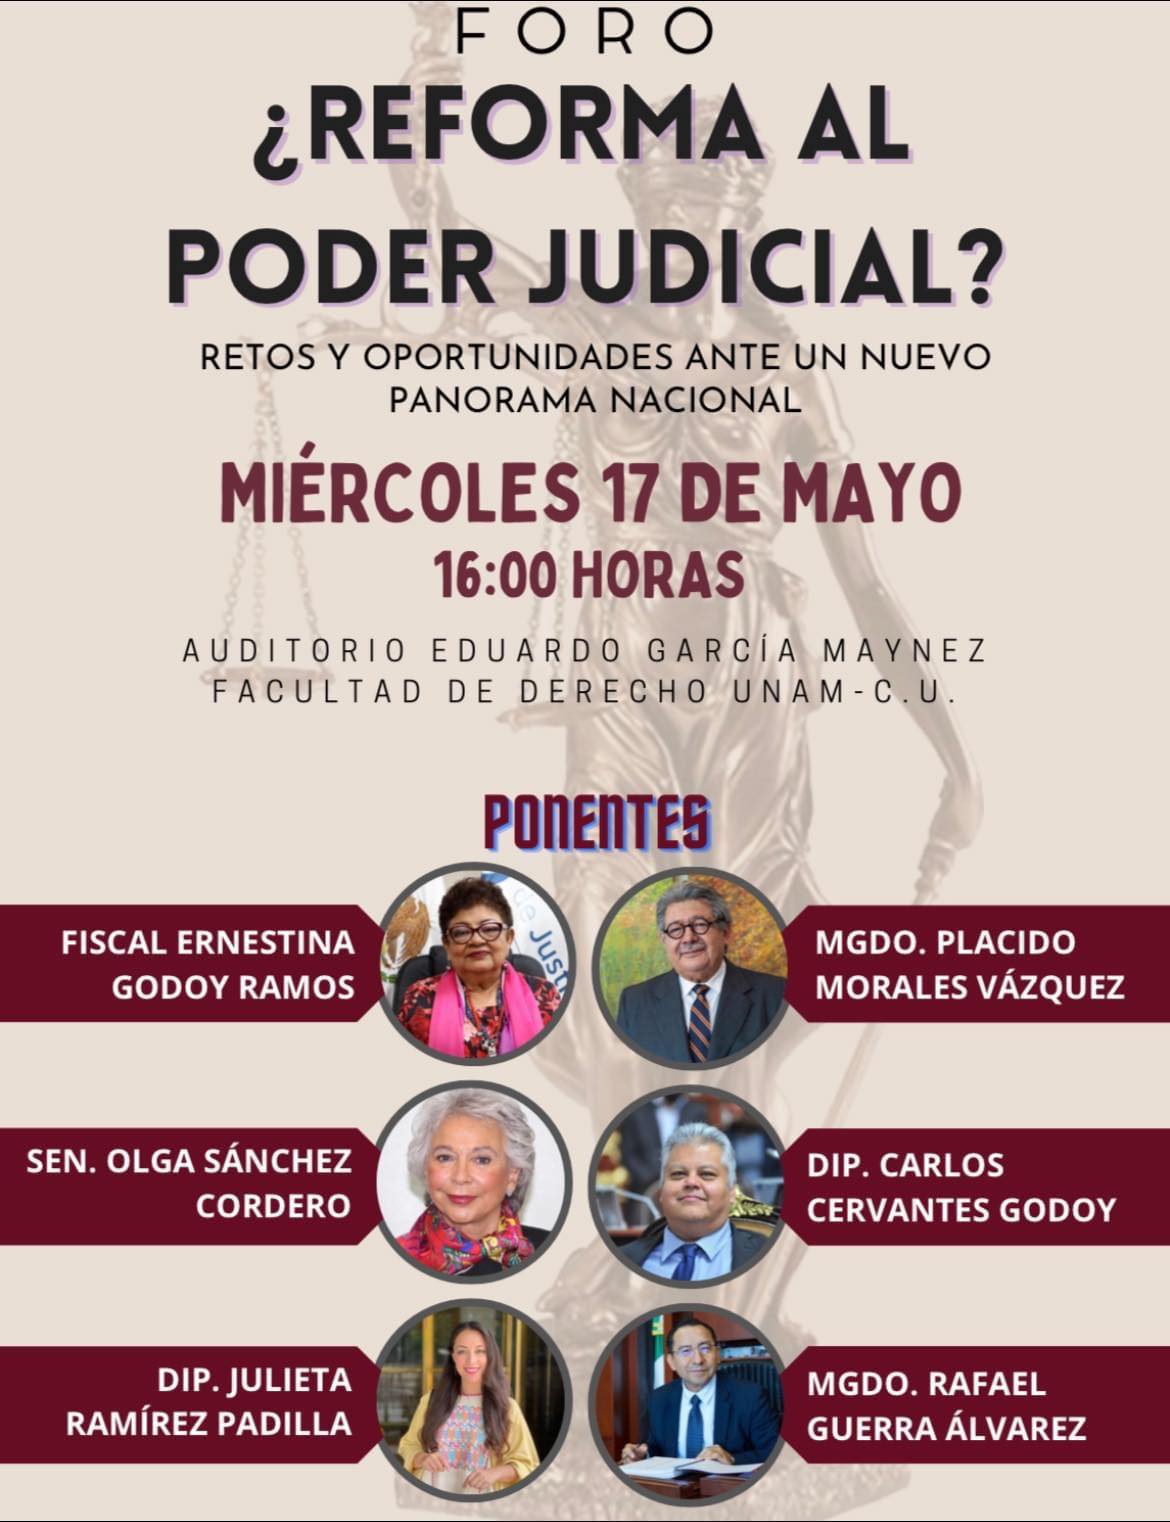 FORO
¿REFORMA AL
PODER JUDICIAL?
RETOS Y OPORTUNIDADES ANTE UN NUEVO
PANORAMA NACIONAL
MIÉRCOLES 17 DE MAYO
16:00 HORAS
AUDITORIO EDUARDO GARCÍA MAYNEZ
FACULTAD DE DERECHO UNAM-C.U.
PONENTES
FISCAL ERNESTINA
GODOY RAMOS
de Just
MGDO. PLACIDO
MORALES VÁZQUEZ
SEN. OLGA SÁNCHEZ
CORDERO
DIP. CARLOS
CERVANTES GODOY
DIP. JULIETA
RAMÍREZ PADILLA
MGDO. RAFAEL
GUERRA ÁLVAREZ